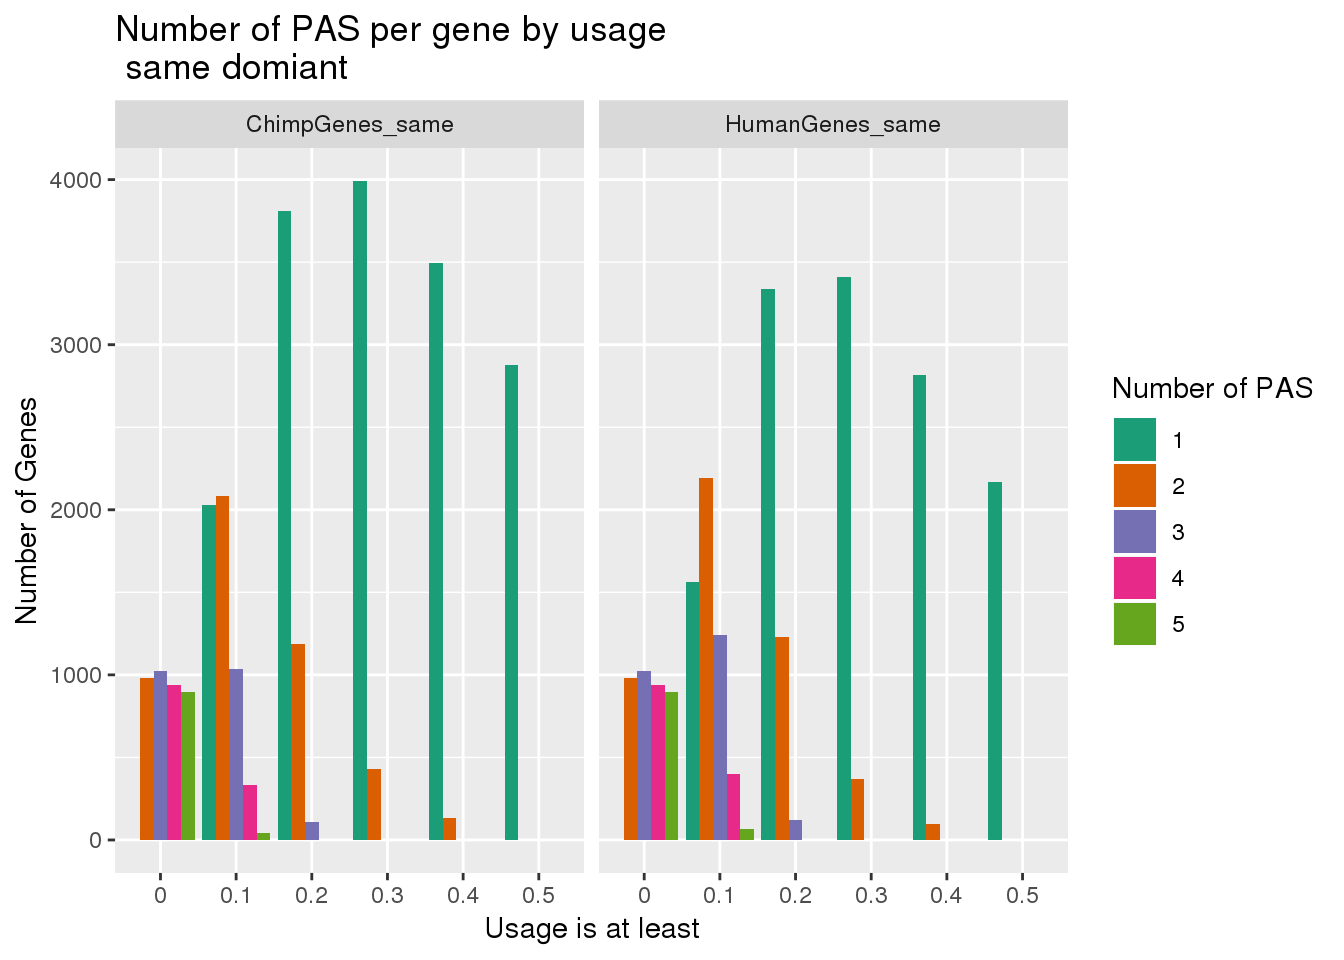 Number of PAS per gene by usage
same domiant
ChimpGenes_same
HumanGenes_same
4000
3000
2000
1000
0
Number of Genes
0 0.1 0.2 0.3 0.4 0.5
0 0.1 0.2 0.3 0.4 0.5
Usage is at least
Number of PAS
1
2
3
4
5